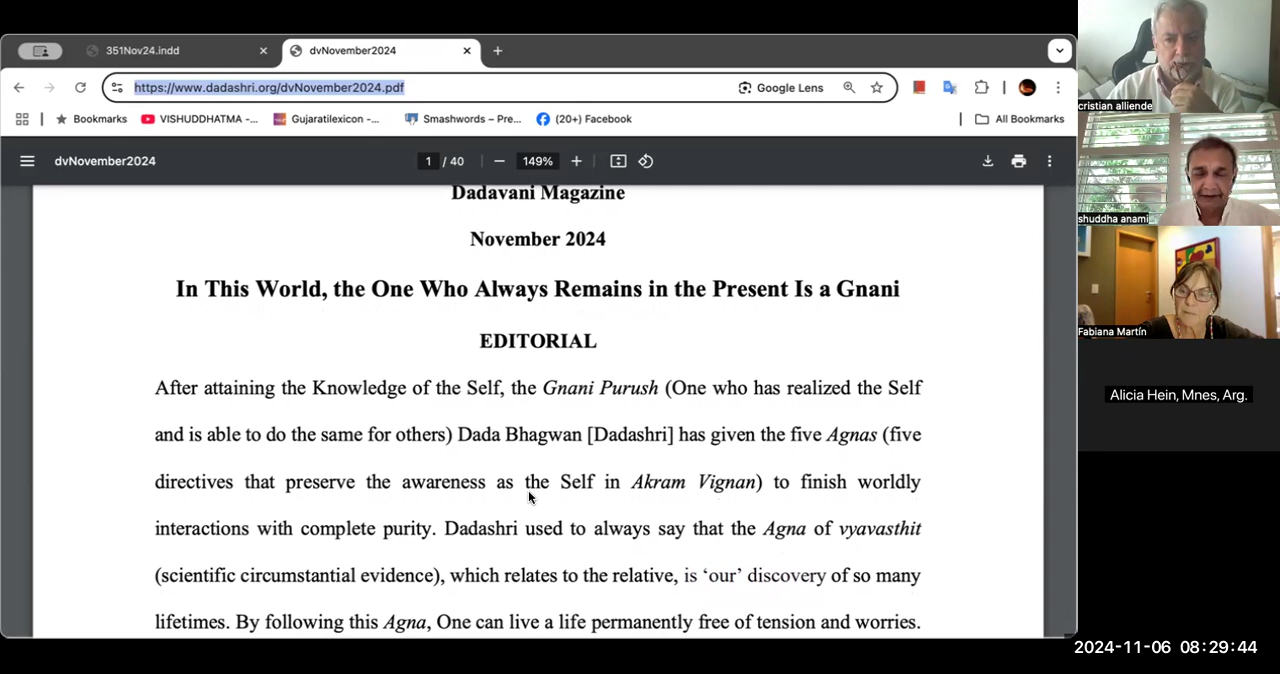 351Nov24.indd
dvNovember2024
https://www.dadashri.org/dvNovember2024.pdf
Google Lens
Bookmarks
VISHUDDHATMA -...
Gujaratilexicon -...
Smashwords – Pre...
(20+) Facebook
All Bookmarks
dvNovember2024
1 / 40
149%
Dadavani Magazine
November 2024
In This World, the One Who Always Remains in the Present Is a Gnani
EDITORIAL
After attaining the Knowledge of the Self, the Gnani Purush (One who has realized the Self
and is able to do the same for others) Dada Bhagwan [Dadashri] has given the five Agnas (five
directives that preserve the awareness as the Self in Akram Vignan) to finish worldly
interactions with complete purity. Dadashri used to always say that the Agna of vyavasthit
(scientific circumstantial evidence), which relates to the relative, is ‘our’ discovery of so many
lifetimes. By following this Agna, One can live a life permanently free of tension and worries.
cristian alliende
shuddha anami
Fabiana Martín
Alicia Hein, Mnes, Arg.
2024-11-06 08:29:44